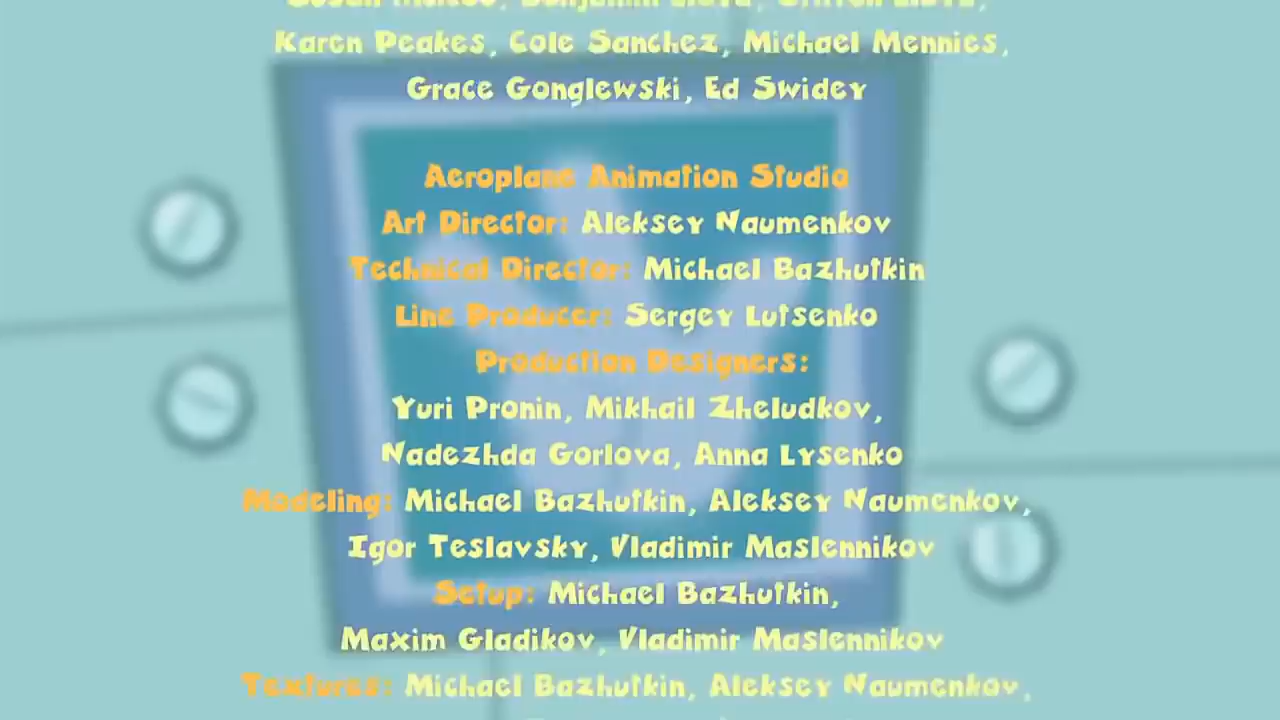 Karen Peakes, Cole Sanchez, Michael Mennies,
Grace Gonglewski, Ed Swidey
Aeroplane Animation Studio
Art Director: Aleksey Naumenkov
Technical Director: Michael Bazhutkin
Line Producer: Sergey Lutsenko
Production Designers:
Yuri Pronin, Mikhail Zheludkov,
Nadezhda Gorlova, Anna Lysenko
Modeling: Michael Bazhutkin, Aleksey Naumenkov,
Igor Teslavsky, Vladimir Maslennikov
Setup: Michael Bazhutkin,
Maxim Gladikov, Vladimir Maslennikov
Textures: Michael Bazhutkin, Aleksey Naumenkov,